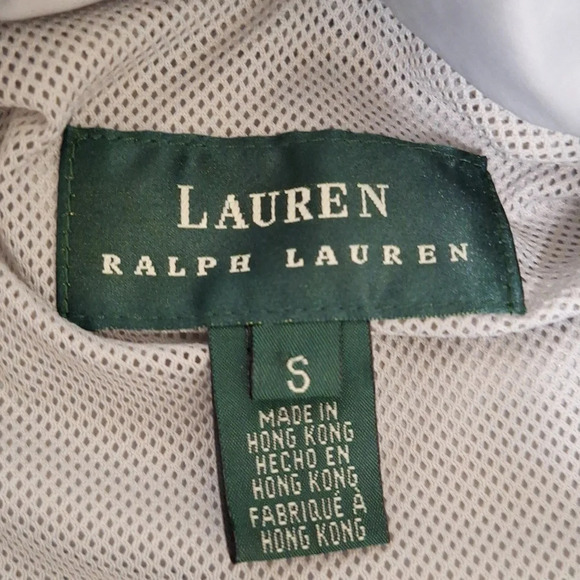 LAUREN
RALPH LAUREN
S
MADE IN
HONG KONG
HECHO EN
HONG KONG
FABRIQUÉ À
HONG KONG